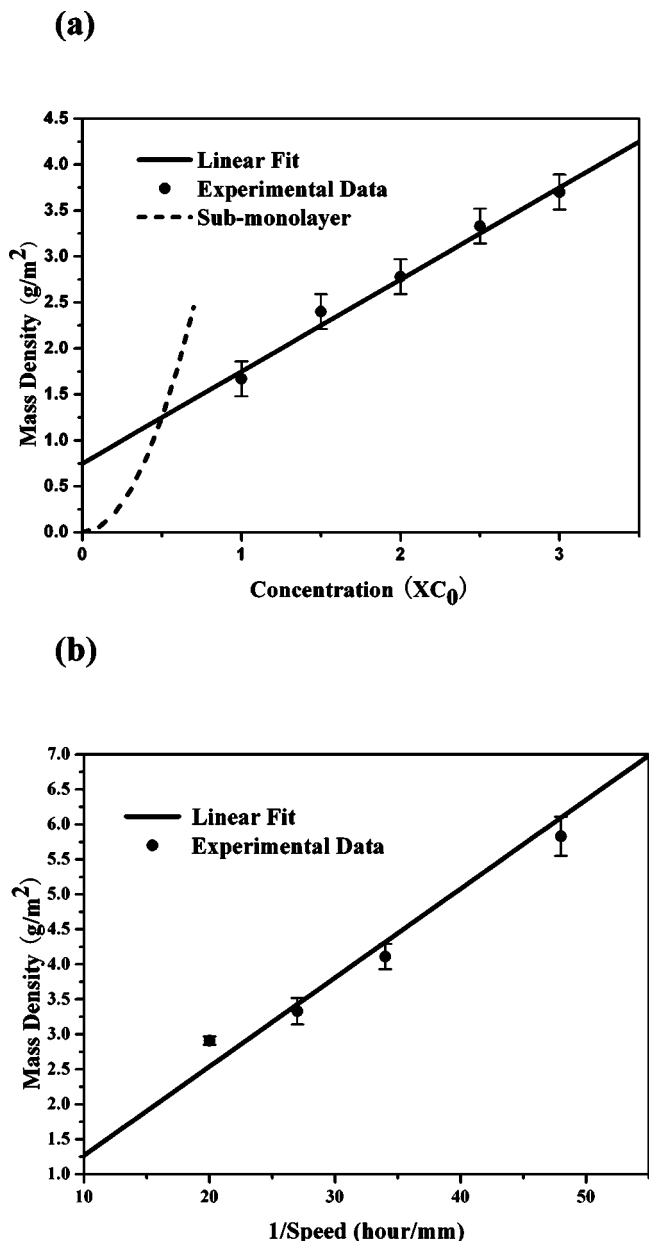 (a)
4.5
4.0
3.5
3.0
2.5
2.0
1.5
1.0
0.5
0.0
Mass Density (g/m²)
Linear Fit
Experimental Data
Sub-monolayer
0 1 2 3
Concentration (XC₀)
(b)
7.0
6.5
6.0
5.5
5.0
4.5
4.0
3.5
3.0
2.5
2.0
1.5
1.0
Mass Density (g/m²)
Linear Fit
Experimental Data
10 20 30 40 50
1/Speed (hour/mm)